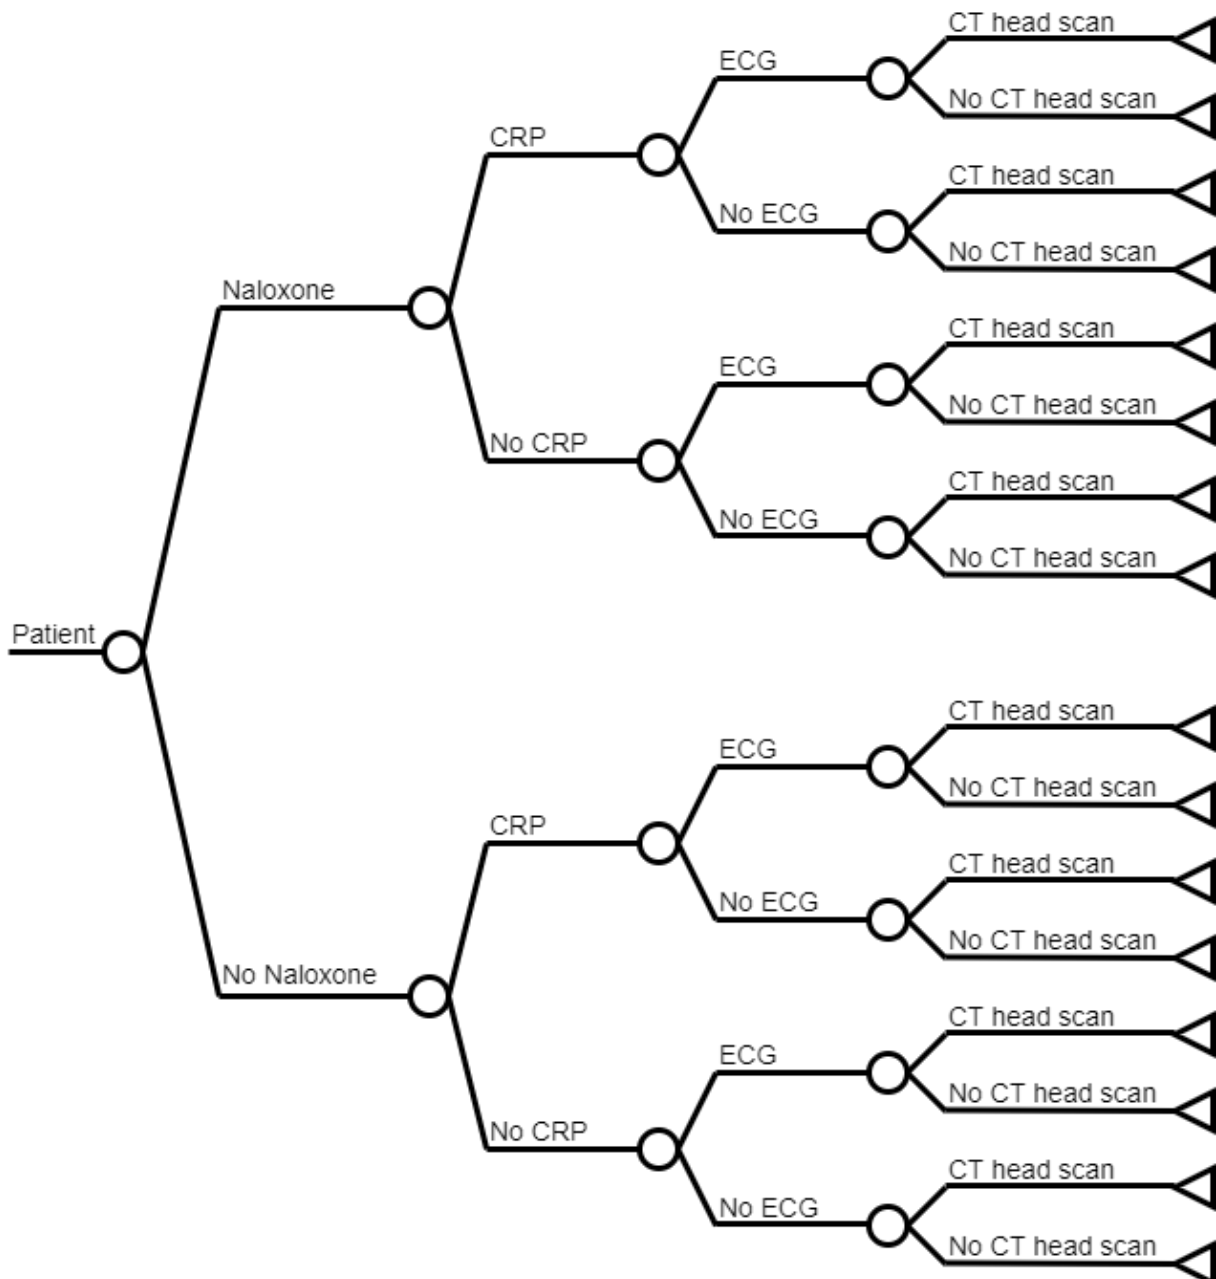 CT head scan
ECG
No CT head scan
CRP
CT head scan
No ECG
No CT head scan
Naloxone
CT head scan
ECG
No CT head scan
No CRP
CT head scan
No ECG
No CT head scan
Patient
CT head scan
ECG
No CT head scan
CRP
CT head scan
No ECG
No CT head scan
No Naloxone
CT head scan
ECG
No CT head scan
No CRP
CT head scan
No ECG
No CT head scan